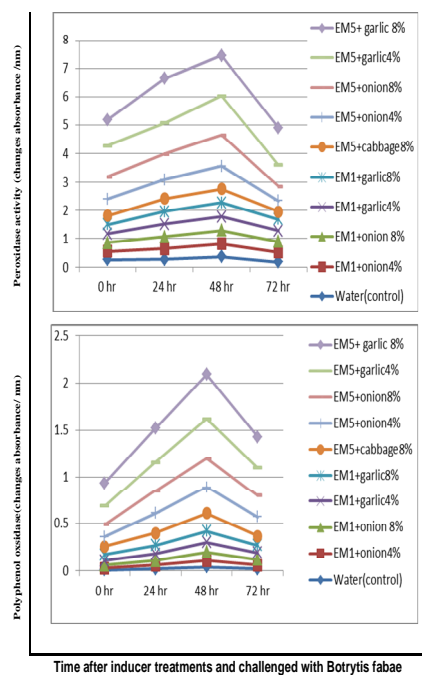 Peroxidase activity (changes absorbance /nm)
8
7
6
5
4
3
2
1
0
0 hr 24 hr 48 hr 72 hr
EM5+ garlic 8%
EM5+garlic4%
EM5+onion8%
EM5+onion4%
EM5+cabbage8%
EM1+garlic8%
EM1+garlic4%
EM1+onion 8%
EM1+onion4%
Water(control)
Polyphenol oxsidase(changes absorbance/ nm)
2.5
2
1.5
1
0.5
0
0 hr 24 hr 48 hr 72 hr
EM5+ garlic 8%
EM5+garlic4%
EM5+onion8%
EM5+onion4%
EM5+cabbage8%
EM1+garlic8%
EM1+garlic4%
EM1+onion 8%
EM1+onion4%
Water(control)
Time after inducer treatments and challenged with Botrytis fabae